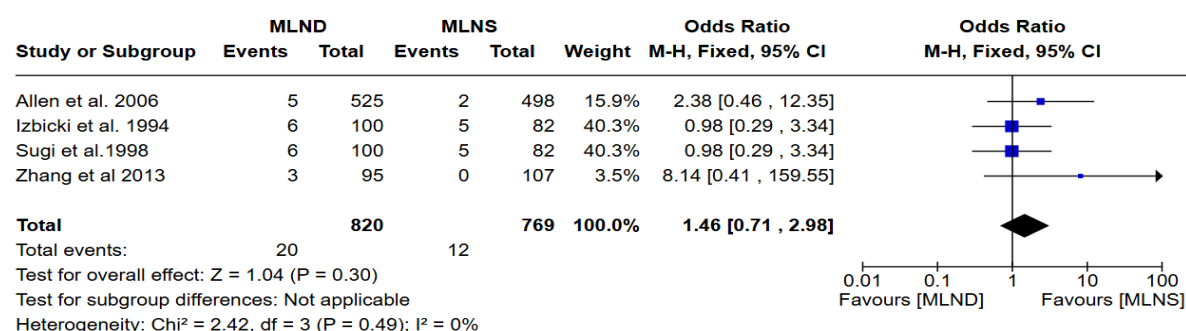 MLND MLNS Odds Ratio Odds Ratio
Study or Subgroup Events Total Events Total Weight M-H, Fixed, 95% CI M-H, Fixed, 95% CI
Allen et al. 2006 5 525 2 498 15.9% 2.38 [0.46 , 12.35]
Izbicki et al. 1994 6 100 5 82 40.3% 0.98 [0.29 , 3.34]
Sugi et al.1998 6 100 5 82 40.3% 0.98 [0.29 , 3.34]
Zhang et al 2013 3 95 0 107 3.5% 8.14 [0.41 , 159.55]
Total 820 769 100.0% 1.46 [0.71 , 2.98]
Total events: 20 12
Test for overall effect: Z = 1.04 (P = 0.30)
Test for subgroup differences: Not applicable
Heterogeneity: Chi² = 2.42, df = 3 (P = 0.49); I² = 0%
0.01 0.1 1 10 100
Favours [MLND] Favours [MLNS]